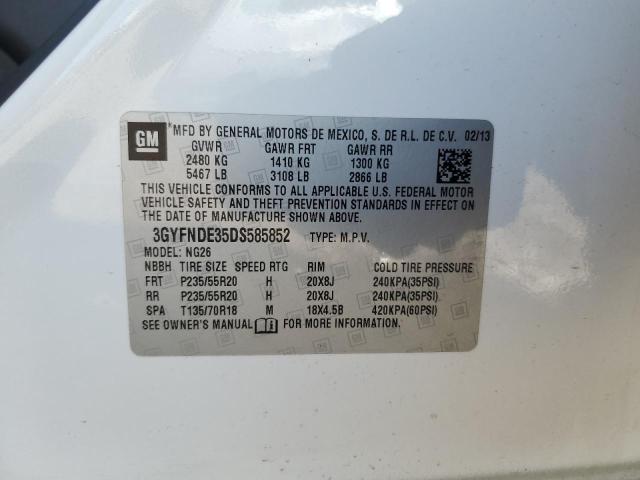 GM *MFD BY GENERAL MOTORS DE MEXICO, S. DE R.L. DE C.V. 02/13
GVWR GAWR FRT GAWR RR
2480 KG 1410 KG 1300 KG
5467 LB 3108 LB 2866 LB
THIS VEHICLE CONFORMS TO ALL APPLICABLE U.S. FEDERAL MOTOR
VEHICLE SAFETY AND THEFT PREVENTION STANDARDS IN EFFECT ON
THE DATE OF MANUFACTURE SHOWN ABOVE.
3GYFNDE35DS585852 TYPE: M.P.V.
MODEL: NG26
NBBH TIRE SIZE SPEED RTG RIM COLD TIRE PRESSURE
FRT P235/55R20 H 20X8J 240KPA(35PSI)
RR P235/55R20 H 20X8J 240KPA(35PSI)
SPA T135/70R18 M 18X4.5B 420KPA(60PSI)
SEE OWNER'S MANUAL FOR MORE INFORMATION.